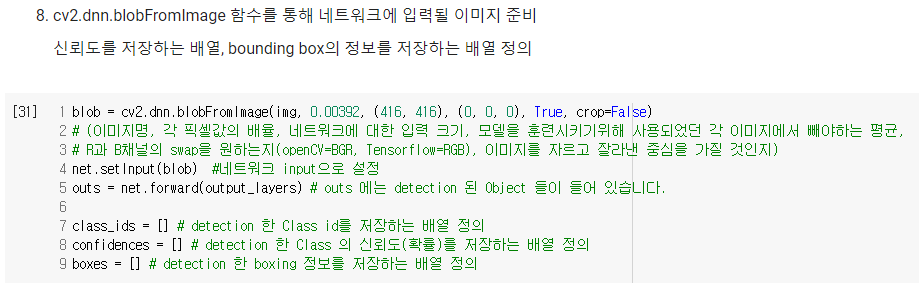 8. cv2.dnn.blobFromImage 함수를 통해 네트워크에 입력될 이미지 준비
신뢰도를 저장하는 배열, bounding box의 정보를 저장하는 배열 정의
[31] 1 blob = cv2.dnn.blobFromImage(img, 0.00392, (416, 416), (0, 0, 0), True, crop=False)
2 # (이미지명, 각 픽셀값의 배율, 네트워크에 대한 입력 크기, 모델을 훈련시키기위해 사용되었던 각 이미지에서 빼야하는 평균,
3 # R과 B채널의 swap을 원하는지(openCV=BGR, Tensorflow=RGB), 이미지를 자르고 잘라낸 중심을 가질 것인지)
4 net.setInput(blob) #네트워크 input으로 설정
5 outs = net.forward(output_layers) # outs 에는 detection 된 Object 들이 들어 있습니다.
6
7 class_ids = [] # detection 한 Class id를 저장하는 배열 정의
8 confidences = [] # detection 한 Class 의 신뢰도(확률)를 저장하는 배열 정의
9 boxes = [] # detection 한 boxing 정보를 저장하는 배열 정의